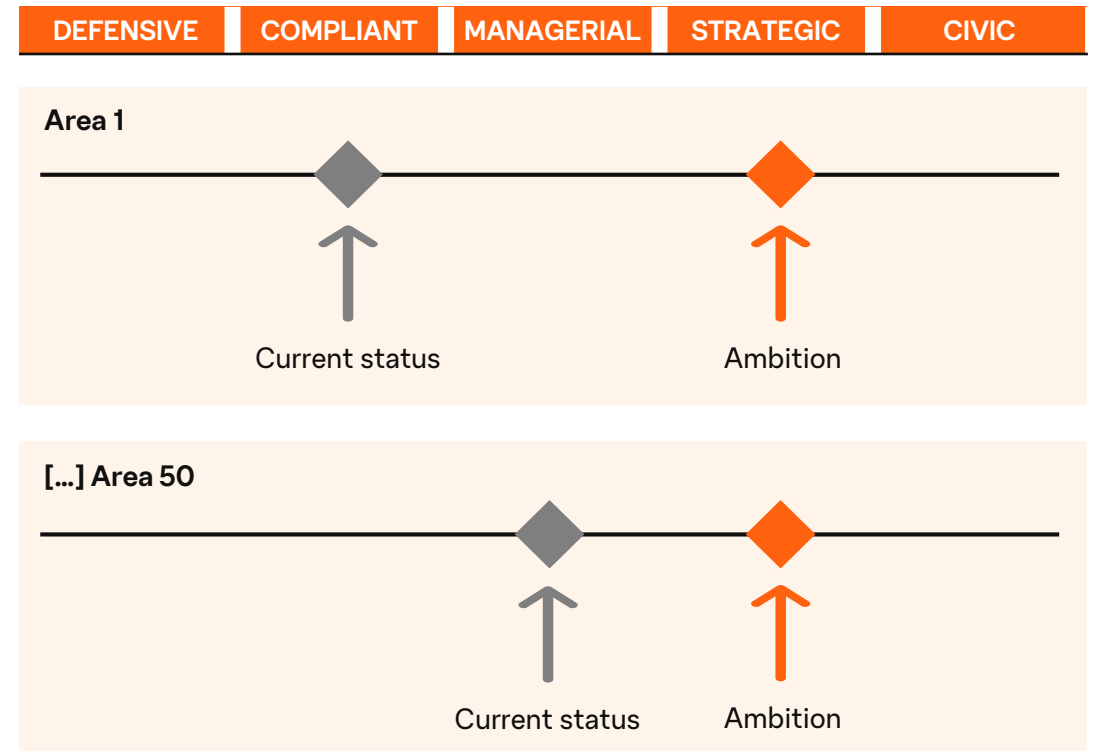 DEFENSIVE COMPLIANT MANAGERIAL STRATEGIC CIVIC
Area 1
Current status Ambition
[...] Area 50
Current status Ambition